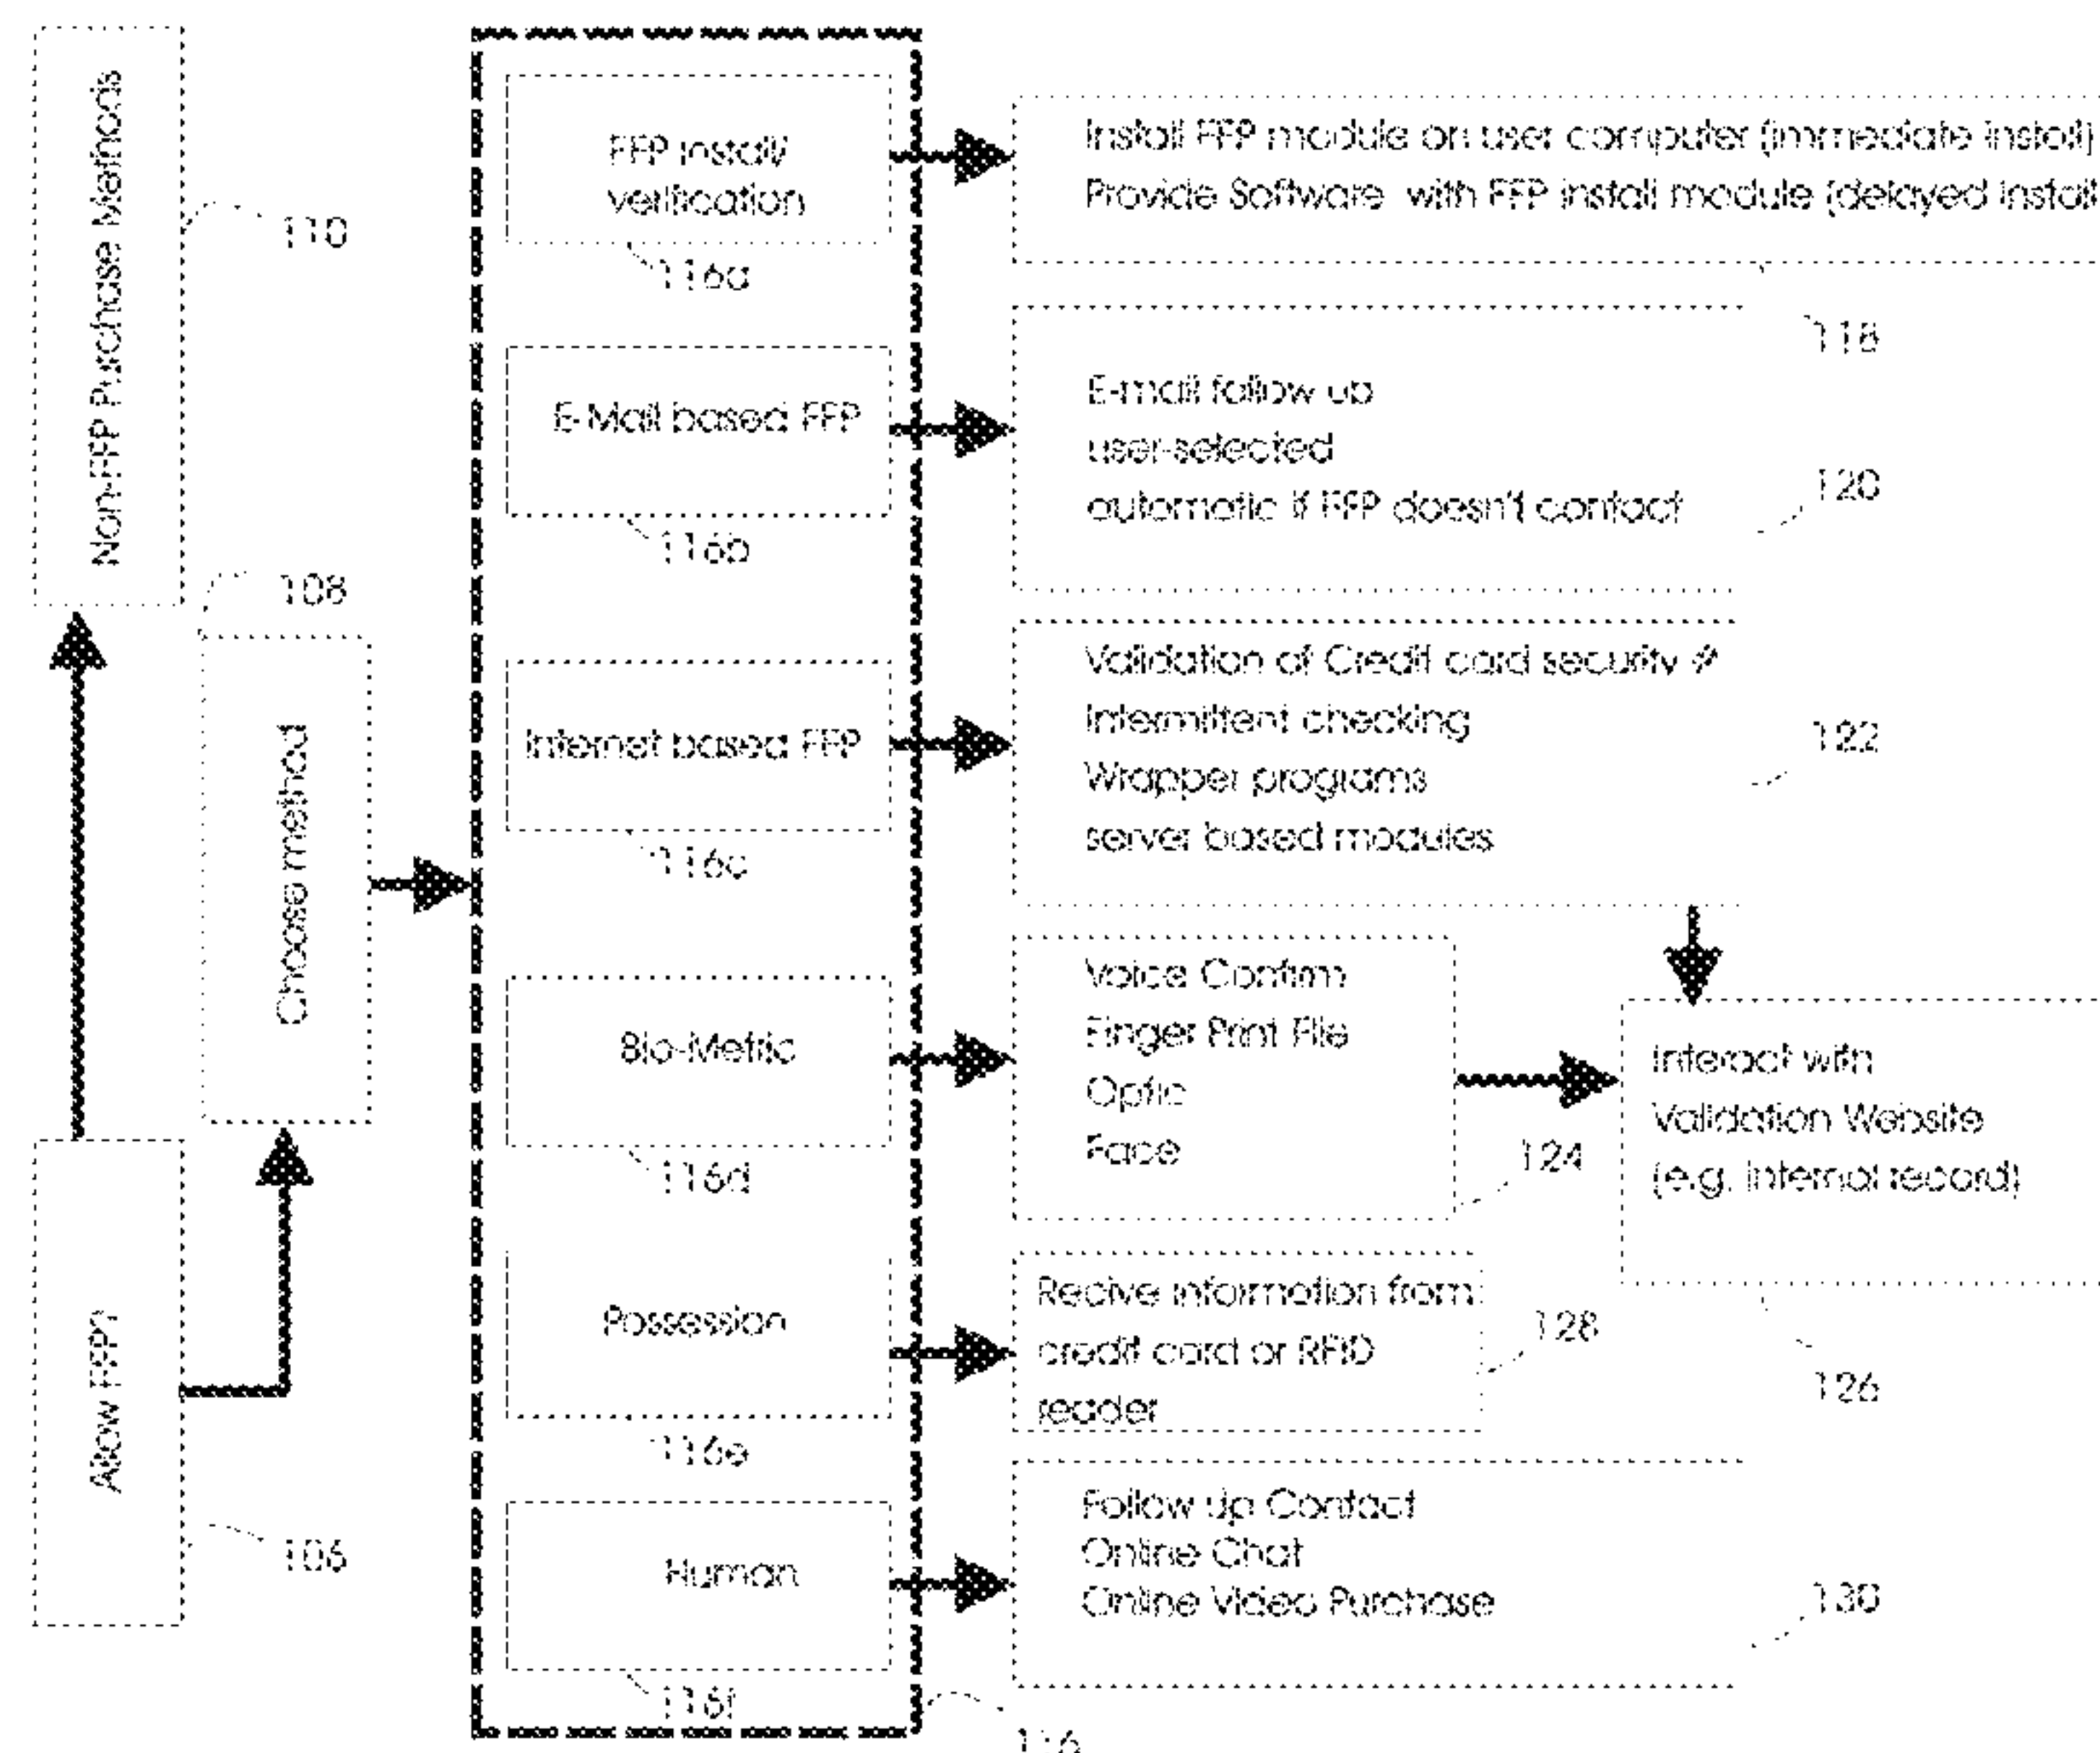 Non-FFP Purchase Methods
110
108
Choose method
Allow FFP?
106
FFP install/
verification
116a
E-Mail based FFP
116b
Internet based FFP
116c
Bio-Metric
116d
Possession
116e
Human
116f
116
Install FFP module on user computer (immediate install)
Provide Software with FFP install module (delayed install
118
E-mail follow up
user-selected
automatic if FFP doesn't contact
120
Validation of Credit card security #
Intermittent checking
Wrapper programs
server based modules
122
Voice Confirm
Finger Print File
Optic
Face
124
Interact with
Validation Website
(e.g. internal record)
126
Recive information from
credit card or RFID
reader
128
Follow up Contact
Online Chat
Online Video Purchase
130